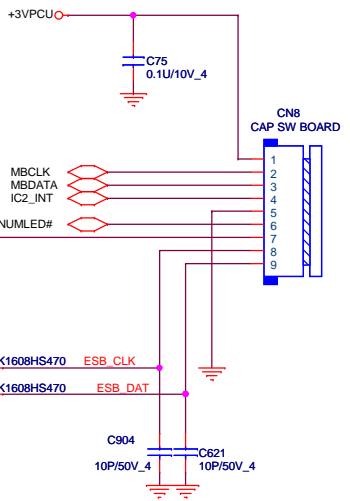 +3VPCU
C75
0.1U/10V_4
CN8
CAP SW BOARD
MBCLK
MBDATA
IC2_INT
NUMLED#
1
2
3
4
5
6
7
8
9
K1608HS470 ESB_CLK
K1608HS470 ESB_DAT
C904
10P/50V_4
C621
10P/50V_4